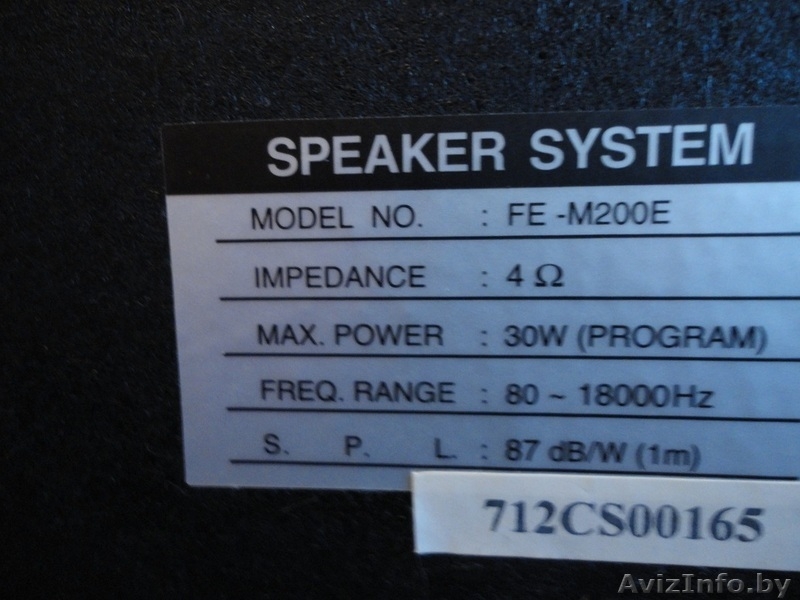 SPEAKER SYSTEM
MODEL NO. : FE -M200E
IMPEDANCE : 4 Ω
MAX. POWER : 30W (PROGRAM)
FREQ. RANGE : 80 ~ 18000Hz
S. P. L. : 87 dB/W (1m)
712CS00165
AvizInfo.by